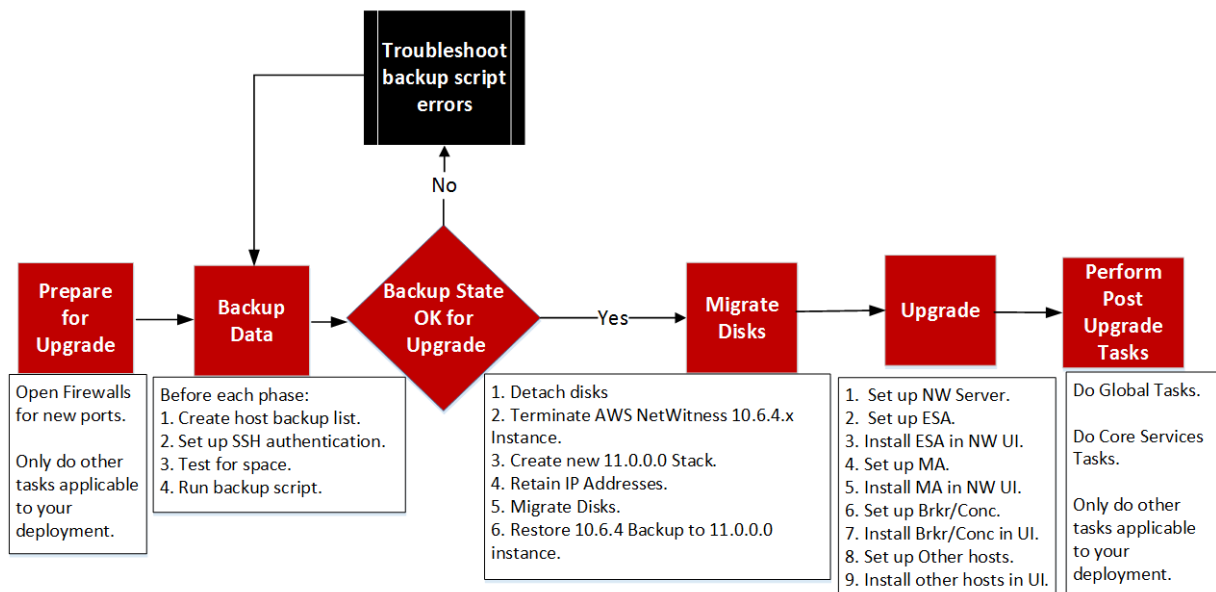 Troubleshoot
backup script
errors
No
Prepare
for
Upgrade
Backup
Data
Backup State
OK for
Upgrade
Yes
Migrate
Disks
Upgrade
Perform
Post
Upgrade
Tasks
Open Firewalls
for new ports.
Only do other
tasks applicable
to your
deployment.
Before each phase:
1. Create host backup list.
2. Set up SSH authentication.
3. Test for space.
4. Run backup script.
1. Detach disks
2. Terminate AWS NetWitness 10.6.4.x
Instance.
3. Create new 11.0.0.0 Stack.
4. Retain IP Addresses.
5. Migrate Disks.
6. Restore 10.6.4 Backup to 11.0.0.0
instance.
1. Set up NW Server.
2. Set up ESA.
3. Install ESA in NW UI.
4. Set up MA.
5. Install MA in NW UI.
6. Set up Brkr/Conc.
7. Install Brkr/Conc in UI.
8. Set up Other hosts.
9. Install other hosts in UI.
Do Global Tasks.
Do Core Services
Tasks.
Only do other
tasks applicable
to your
deployment.